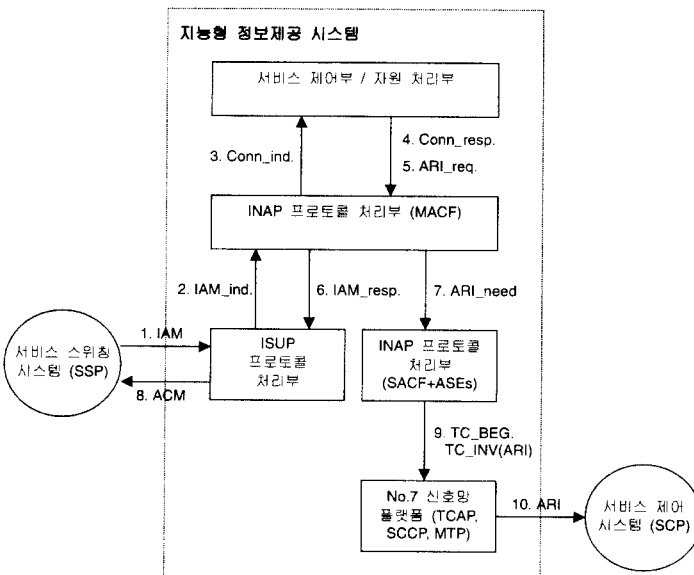 지능형 정보제공 시스템
서비스 제어부 / 자원 처리부
3. Conn_ind.
4. Conn_resp.
5. ARI_req.
INAP 프로토콜 처리부 (MACF)
2. IAM_ind.
6. IAM_resp.
7. ARI_need
서비스 스위칭
시스템 (SSP)
1. IAM
8. ACM
ISUP
프로토콜
처리부
INAP 프로토콜
처리부
(SACF+ASEs)
9. TC_BEG.
TC_INV(ARI)
No.7 신호망
플랫폼 (TCAP,
SCCP, MTP)
10. ARI
서비스 제어
시스템 (SCP)